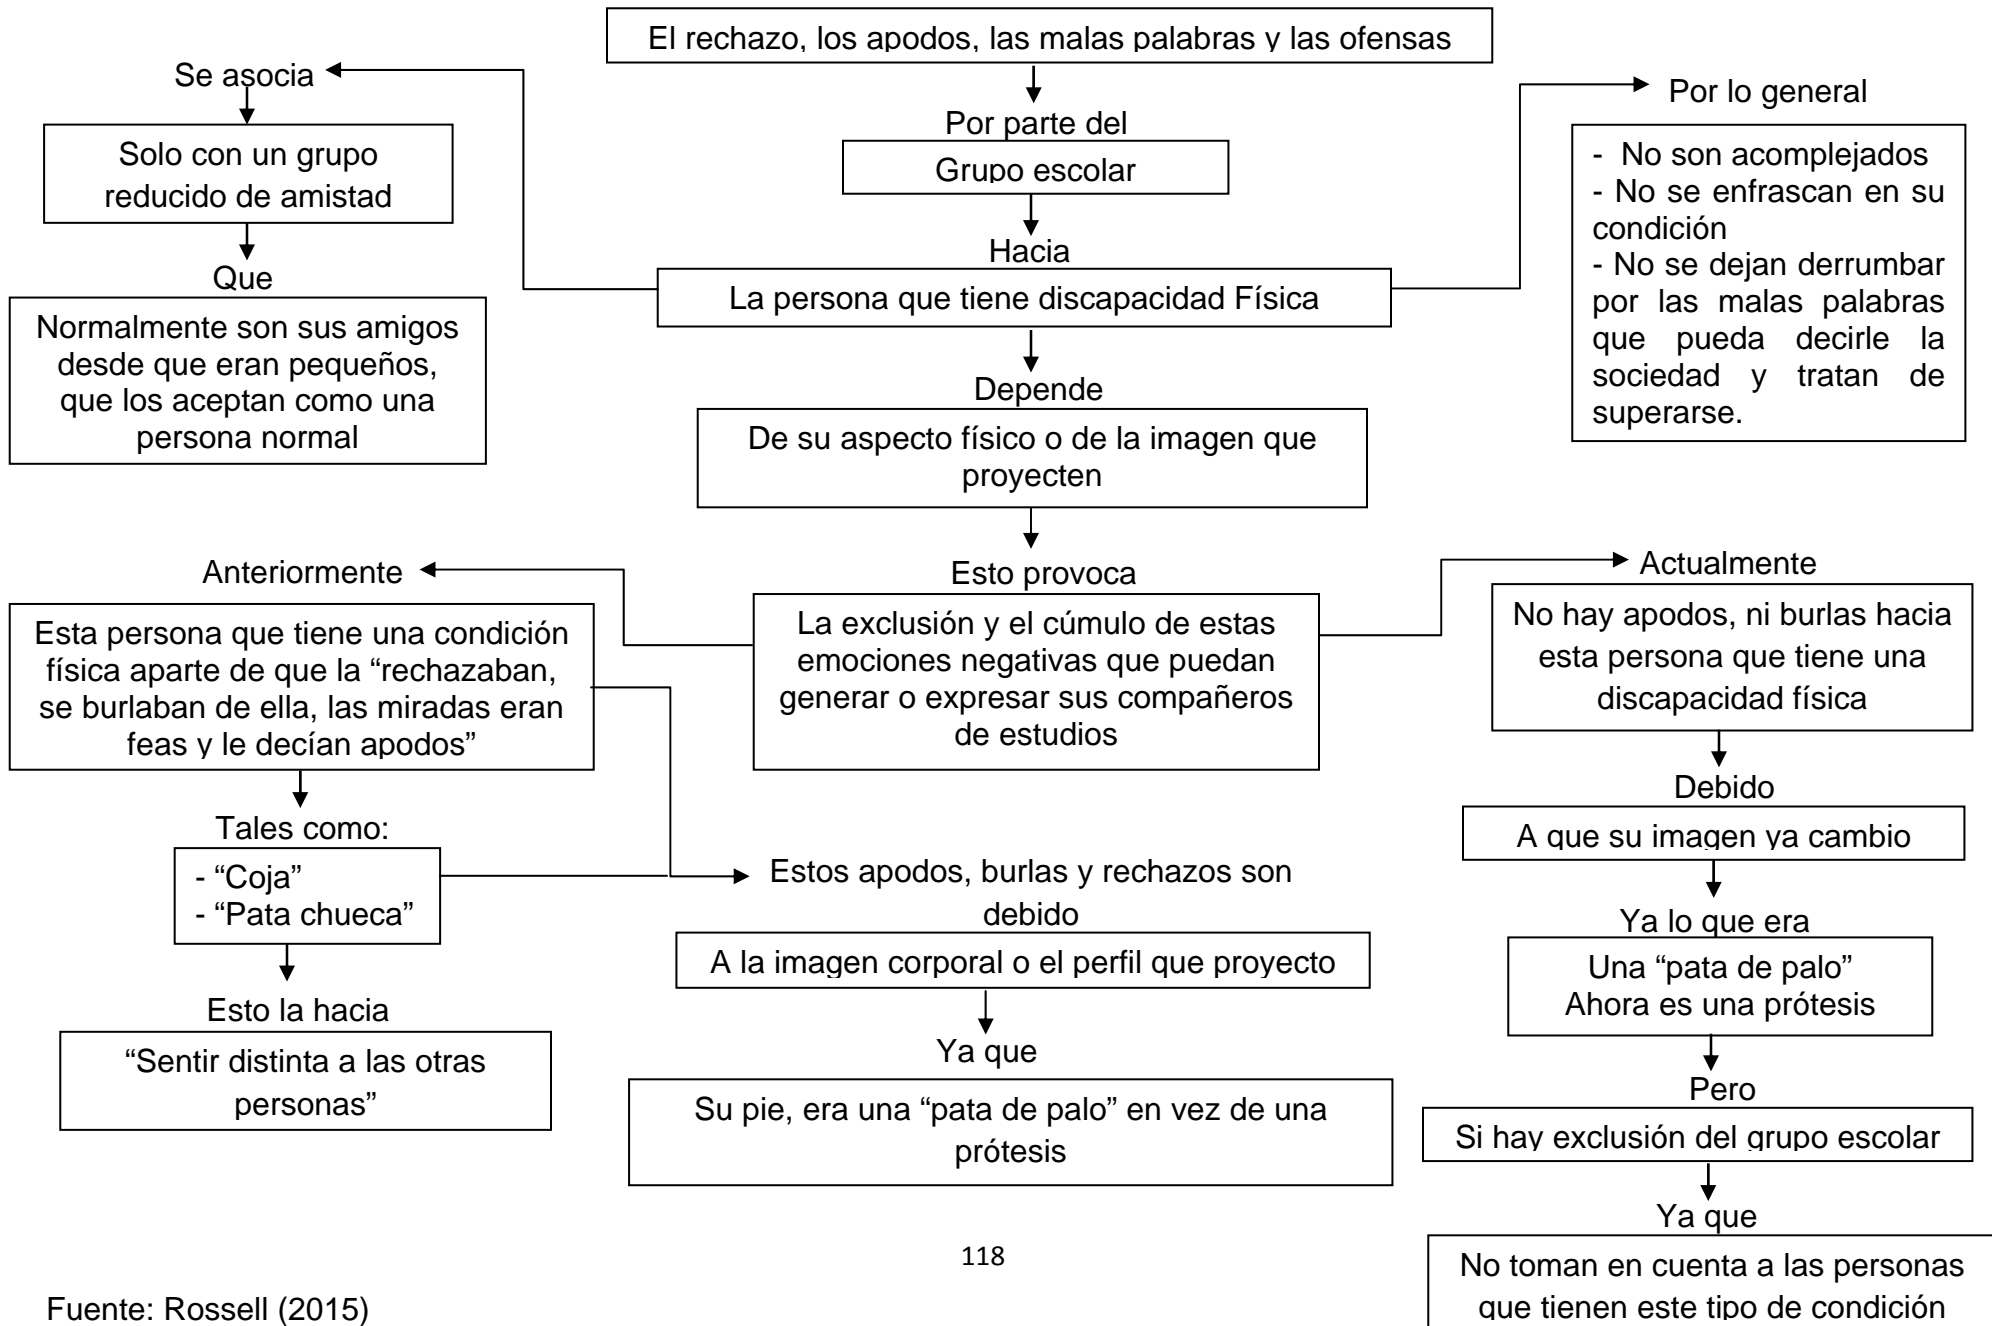 El rechazo, los apodos, las malas palabras y las ofensas
Se asocia
Solo con un grupo
reducido de amistad
Que
Normalmente son sus amigos
desde que eran pequeños,
que los aceptan como una
persona normal
Por parte del
Grupo escolar
Hacia
La persona que tiene discapacidad Física
Depende
De su aspecto físico o de la imagen que
proyecten
Por lo general
- No son acomplejados
- No se enfrascan en su
condición
- No se dejan derrumbar
por las malas palabras
que pueda decirle la
sociedad y tratan de
superarse.
Anteriormente
Esta persona que tiene una condición
física aparte de que la “rechazaban,
se burlaban de ella, las miradas eran
feas y le decían apodos”
Tales como:
- “Coja”
- “Pata chueca”
Esto la hacia
“Sentir distinta a las otras
personas”
Esto provoca
La exclusión y el cúmulo de estas
emociones negativas que puedan
generar o expresar sus compañeros
de estudios
Estos apodos, burlas y rechazos son
debido
A la imagen corporal o el perfil que proyecto
Ya que
Su pie, era una “pata de palo” en vez de una
prótesis
Actualmente
No hay apodos, ni burlas hacia
esta persona que tiene una
discapacidad física
Debido
A que su imagen ya cambio
Ya lo que era
Una “pata de palo”
Ahora es una prótesis
Pero
Si hay exclusión del grupo escolar
Ya que
No toman en cuenta a las personas
que tienen este tipo de condición
118
Fuente: Rossell (2015)